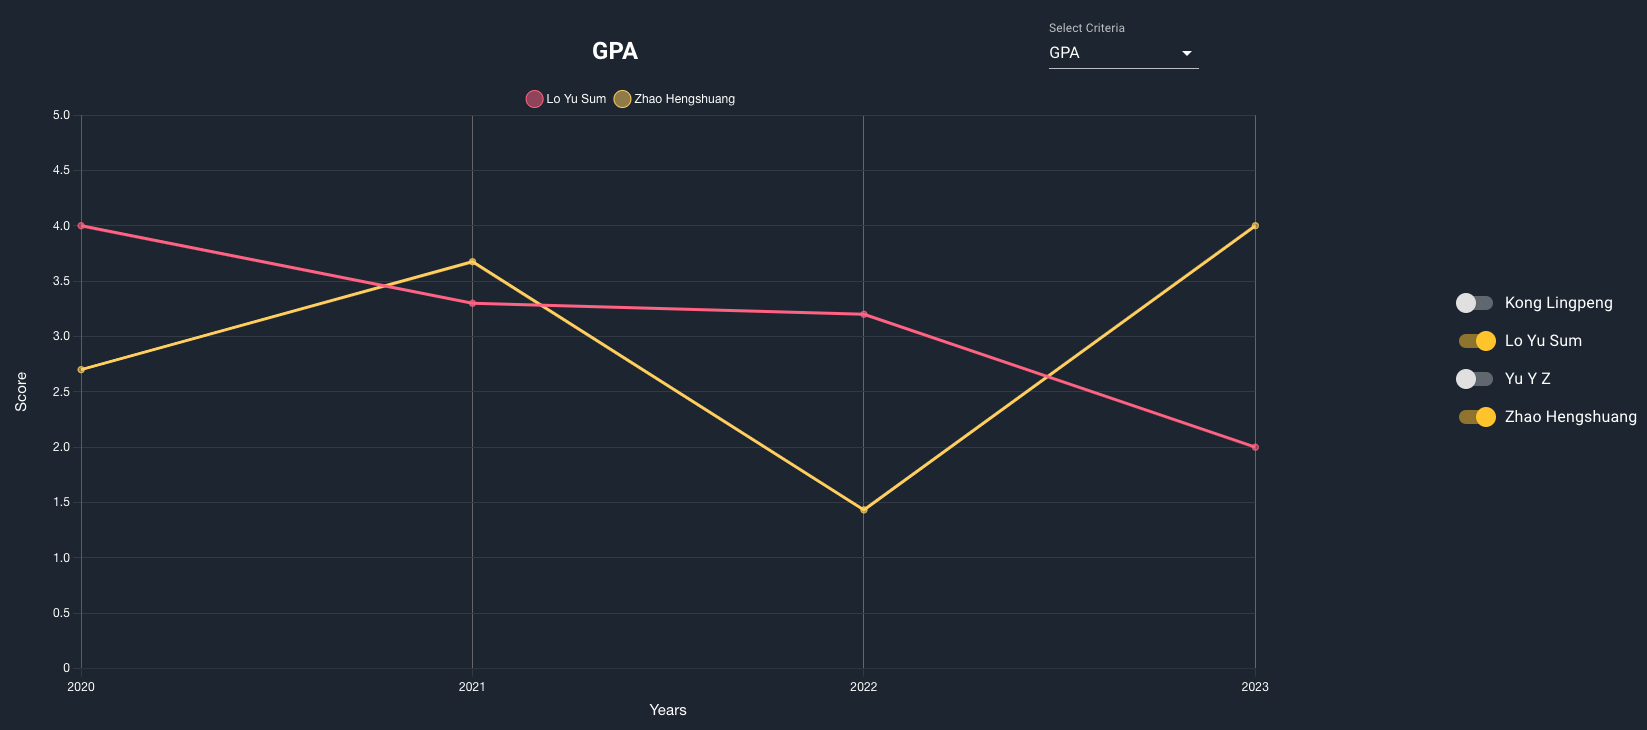 Select Criteria
GPA
GPA
Lo Yu Sum Zhao Hengshuang
5.0
4.5
4.0
3.5
3.0
2.5
2.0
1.5
1.0
0.5
0
Score
2020 2021 2022 2023
Years
Kong Lingpeng
Lo Yu Sum
Yu Y Z
Zhao Hengshuang